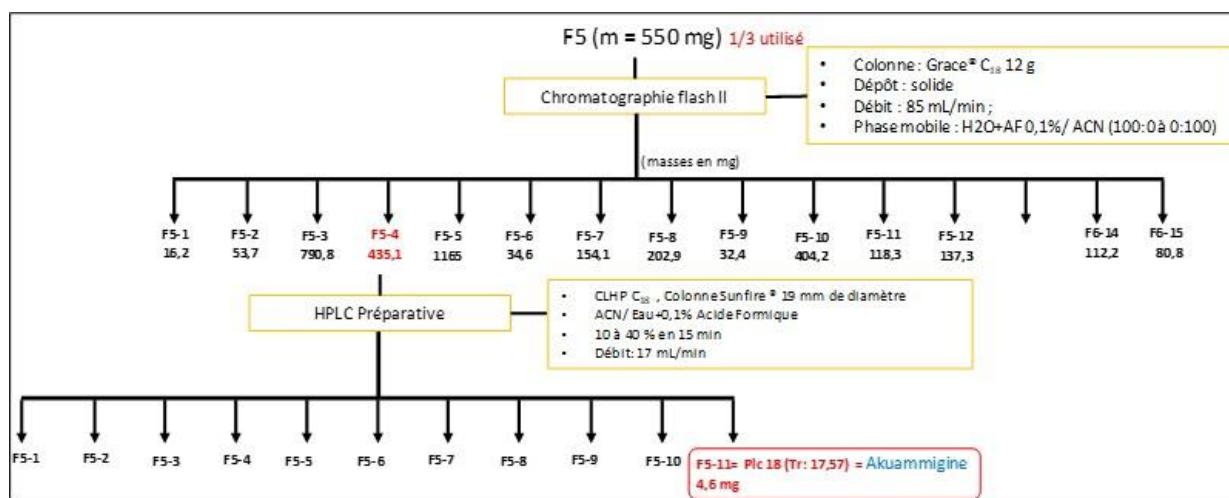 F5 (m = 550 mg) 1/3 utilisé
Chromatographie flash II
• Colonne : Grace® C18 12 g
• Dépôt : solide
• Débit : 85 mL/min ;
• Phase mobile : H2O+AF 0,1%/ ACN (100:0 à 0:100)
(masses en mg)
F5-1 F5-2 F5-3 F5-4 F5-5 F5-6 F5-7 F5-8 F5-9 F5-10 F5-11 F5-12 F6-14 F6-15
16,2 53,7 790,8 435,1 1165 34,6 154,1 202,9 32,4 404,2 118,3 137,3 112,2 80,8
HPLC Préparative
• CLHP C18 , Colonne Sunfire ® 19 mm de diamètre
• ACN/ Eau+0,1% Acide Formique
• 10 à 40 % en 15 min
• Débit: 17 mL/min
F5-1 F5-2 F5-3 F5-4 F5-5 F5-6 F5-7 F5-8 F5-9 F5-10
F5-11= Plc 18 (Tr: 17,57) = Akuammigine
4,6 mg